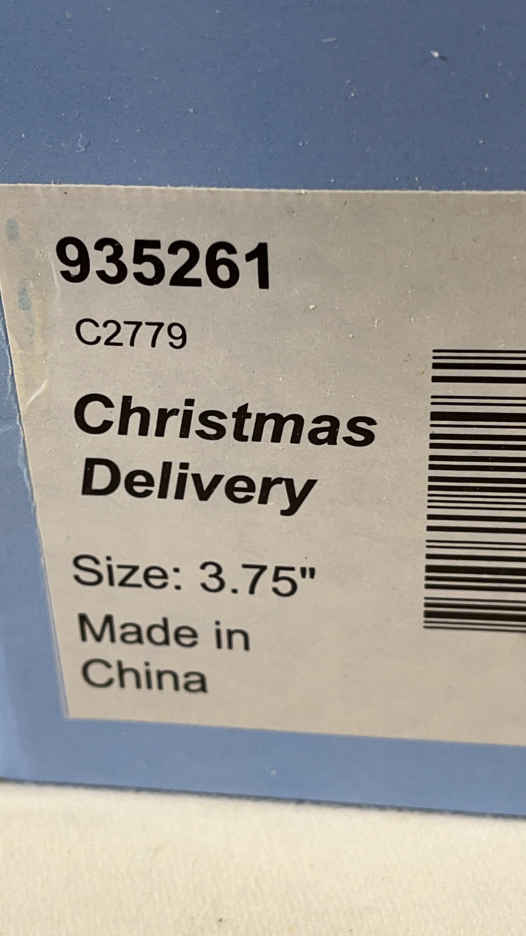 935261
C2779
Christmas
Delivery
Size: 3.75"
Made in
China